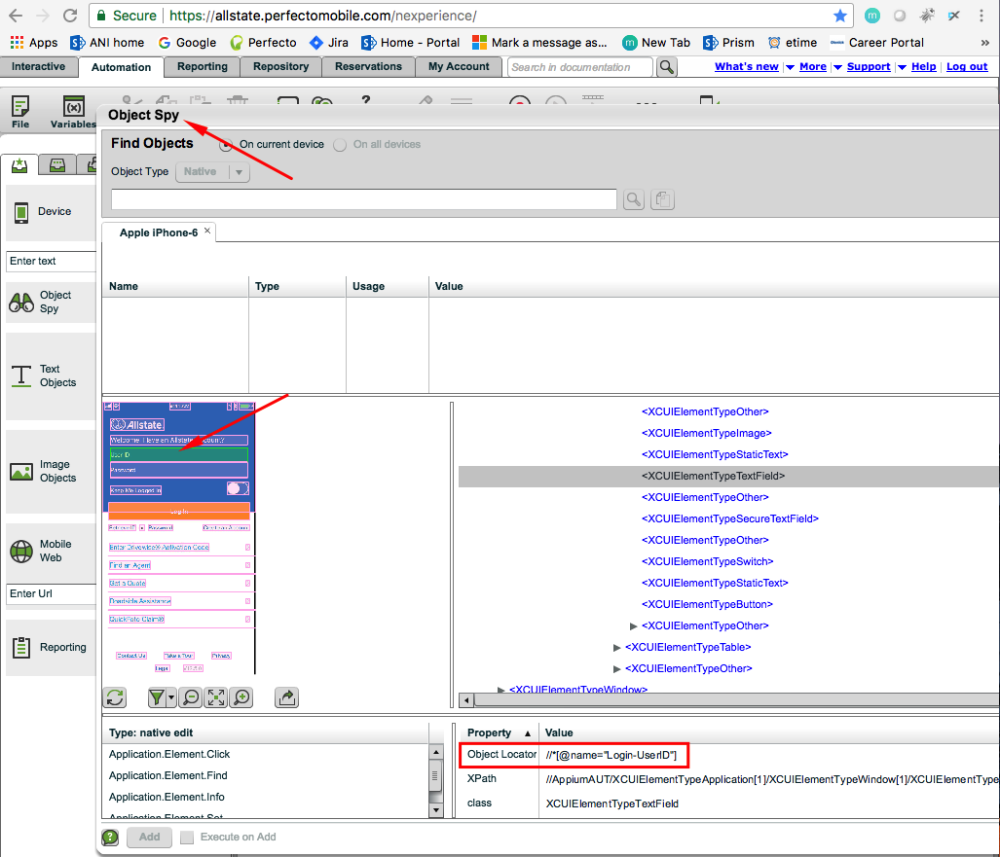 Secure https://allstate.perfectomobile.com/nexperience/
Apps ANI home Google Perfecto Jira Home - Portal Mark a message as... New Tab Prism etime Career Portal »
Interactive Automation Reporting Repository Reservations My Account Search in documentation What's new More Support Help Log out
File Variables
Object Spy
Find Objects On current device On all devices
Object Type Native
Device
Apple iPhone-6
Enter text
Name Type Usage Value
Object
Spy
Text
Objects
Image
Objects
Mobile
Web
Enter Url
Reporting
Allstate
Welcome. Have an Allstate account?
User ID
Password
Keep Me Logged In
Log In
Retrieve ID Password Create an Account
Enter Drivewise® Activation Code
Find an Agent
Get a Quote
Roadside Assistance
QuickFoto Claim®
Contact Us Take a Tour Privacy
Legal
<XCUIElementTypeOther>
<XCUIElementTypeImage>
<XCUIElementTypeStaticText>
<XCUIElementTypeTextField>
<XCUIElementTypeOther>
<XCUIElementTypeSecureTextField>
<XCUIElementTypeOther>
<XCUIElementTypeSwitch>
<XCUIElementTypeStaticText>
<XCUIElementTypeButton>
<XCUIElementTypeOther>
<XCUIElementTypeTable>
<XCUIElementTypeOther>
<XCUIElementTypeWindow>
Type: native edit
Application.Element.Click
Application.Element.Find
Application.Element.Info
Application.Element.Set
Property Value
Object Locator //*[@name="Login-UserID"]
XPath //AppiumAUT/XCUIElementTypeApplication[1]/XCUIElementTypeWindow[1]/XCUIElementType
class XCUIElementTypeTextField
Add Execute on Add